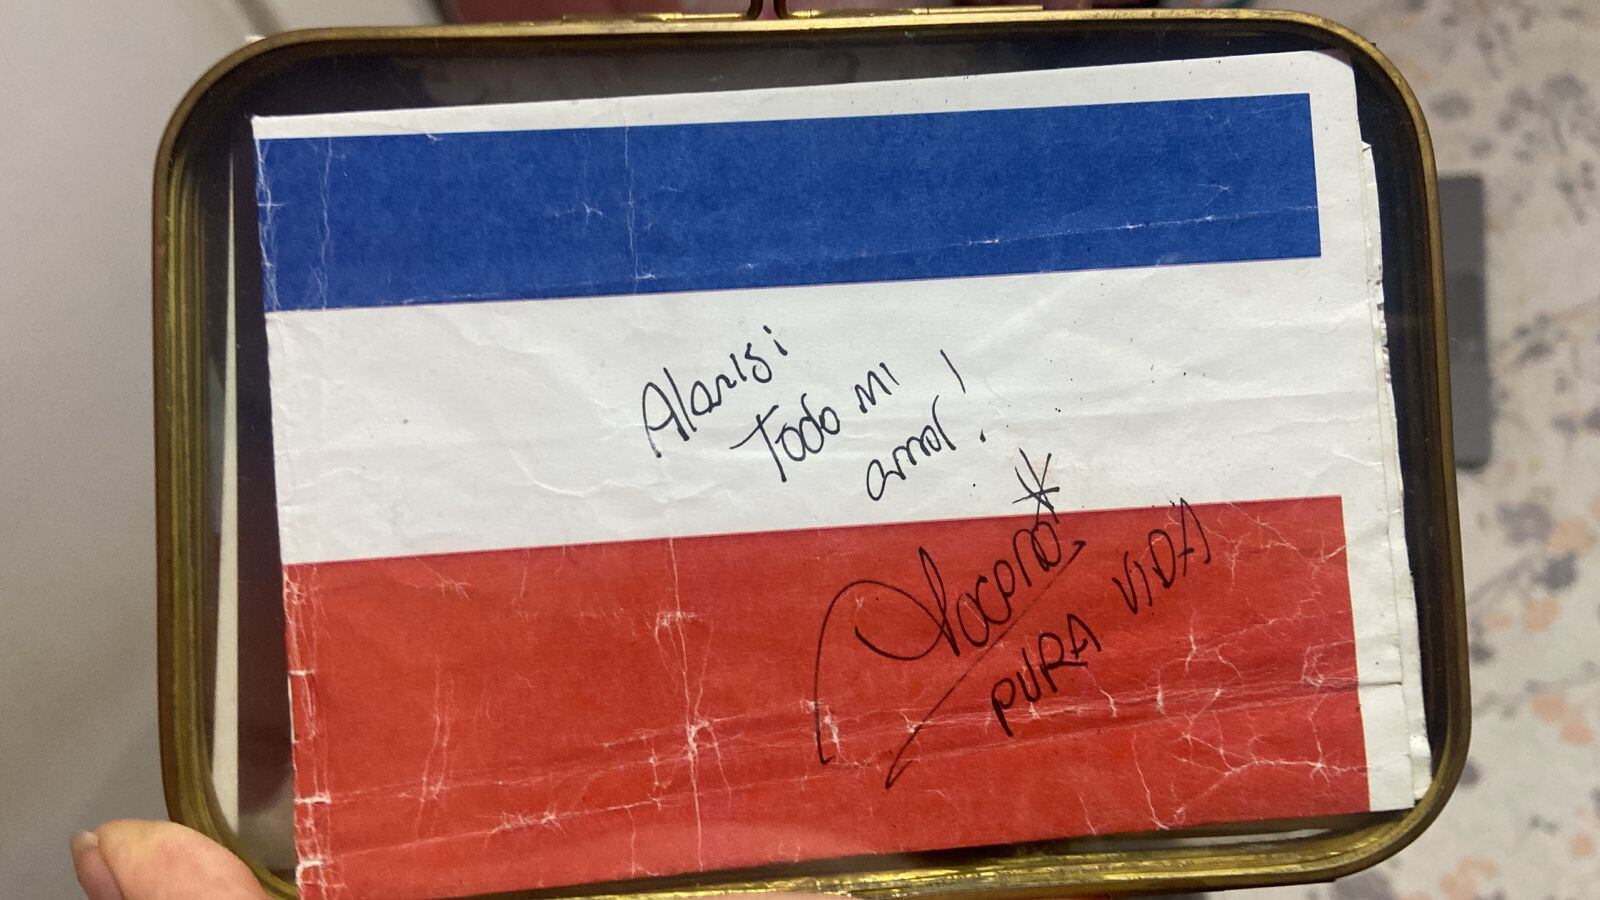 Alanis¡
Todo mi
amor!
PURA VIDA